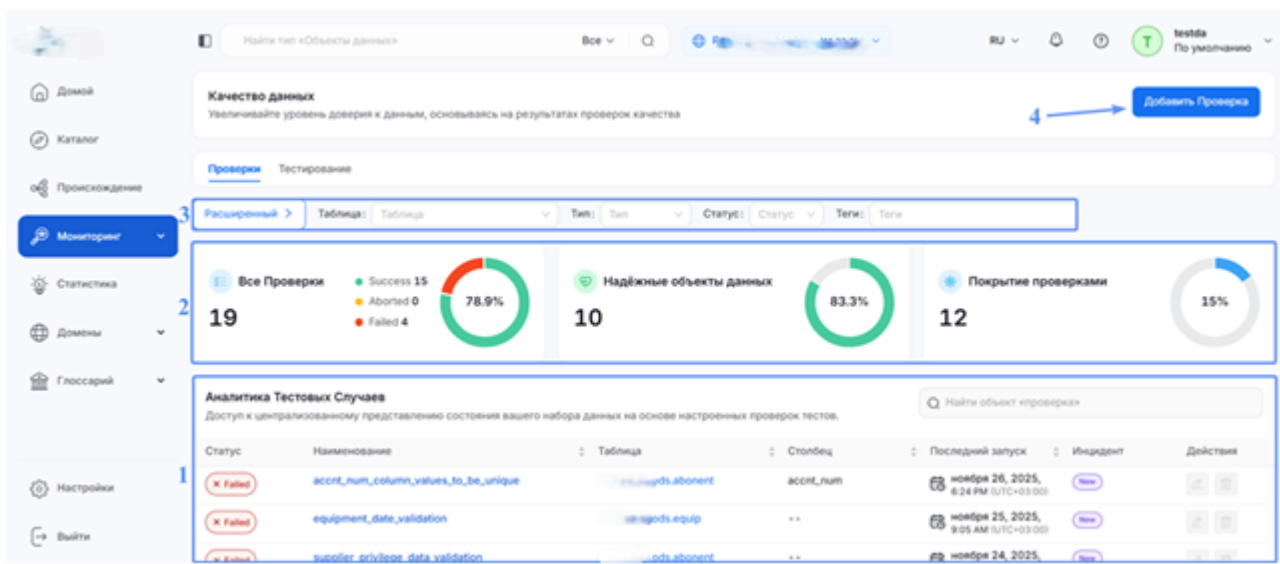 Найти тип «Объекты данных» Все RU testda
По умолчанию
T
Домой
Каталог
Происхождение
Мониторинг
Статистика
Домены
Глоссарий
Настройки
Выйти
Качество данных
Увеличивайте уровень доверия к данным, основываясь на результатах проверок качества
4 Добавить Проверка
Проверки Тестирование
3 Расширенный > Таблица: Таблица Тип: Тип Статус: Статус Теги: Теги
2
Все Проверки
19
Success 15
Aborted 0
Failed 4
78.9%
Надёжные объекты данных
10
83.3%
Покрытие проверками
12
15%
1
Аналитика Тестовых Случаев
Доступ к централизованному представлению состояния вашего набора данных на основе настроенных проверок тестов.
Найти объект «проверка»
Статус Наименование Таблица Столбец Последний запуск Инцидент Действия
× Failed accnt_num_column_values_to_be_unique ods.abonent accnt_num ноября 26, 2025, New
6:24 PM (UTC+03:00)
× Failed equipment_date_validation ods.equip -- ноября 25, 2025, New
9:05 AM (UTC+03:00)
× Failed supplier_privilege_data_validation ods.abonent -- ноября 24, 2025, New